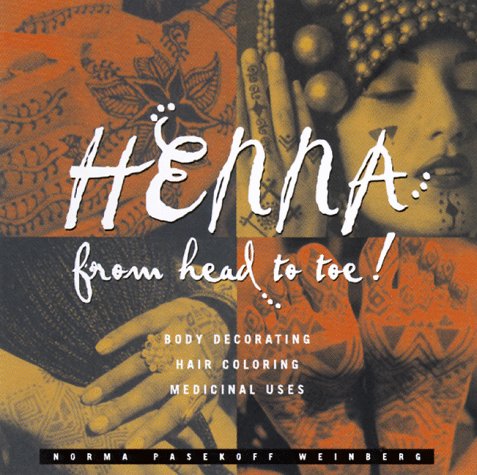 HENNA
from head to toe!
BODY DECORATING
HAIR COLORING
MEDICINAL USES
NORMA PASEKOFF WEINBERG